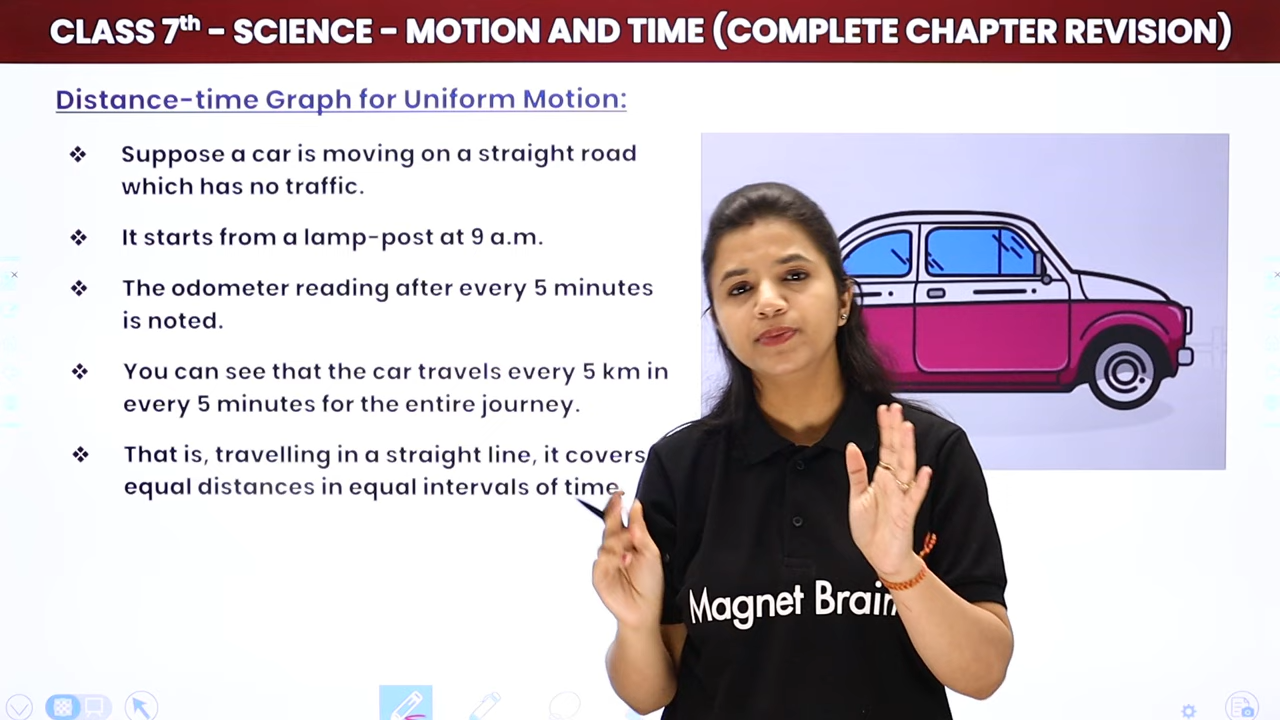 CLASS 7th – SCIENCE – MOTION AND TIME (COMPLETE CHAPTER REVISION)
Distance-time Graph for Uniform Motion:
❖ Suppose a car is moving on a straight road
which has no traffic.
❖ It starts from a lamp-post at 9 a.m.
❖ The odometer reading after every 5 minutes
is noted.
❖ You can see that the car travels every 5 km in
every 5 minutes for the entire journey.
❖ That is, travelling in a straight line, it covers
equal distances in equal intervals of time.
Magnet Brain